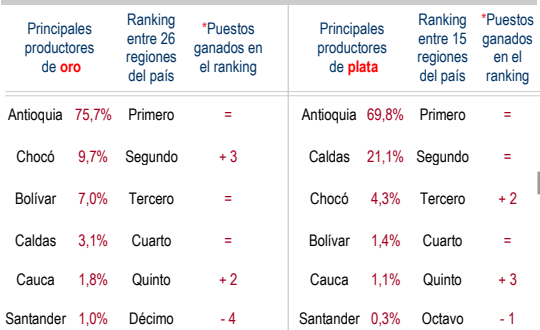 Principales productores de oro | Ranking entre 26 regiones del país | *Puestos ganados en el ranking | Principales productores de plata | Ranking entre 15 regiones del país | *Puestos ganados en el ranking
Antioquia 75,7% Primero = Antioquia 69,8% Primero =
Chocó 9,7% Segundo + 3 Caldas 21,1% Segundo =
Bolívar 7,0% Tercero = Chocó 4,3% Tercero + 2
Caldas 3,1% Cuarto = Bolívar 1,4% Cuarto =
Cauca 1,8% Quinto + 2 Cauca 1,1% Quinto + 3
Santander 1,0% Décimo - 4 Santander 0,3% Octavo - 1